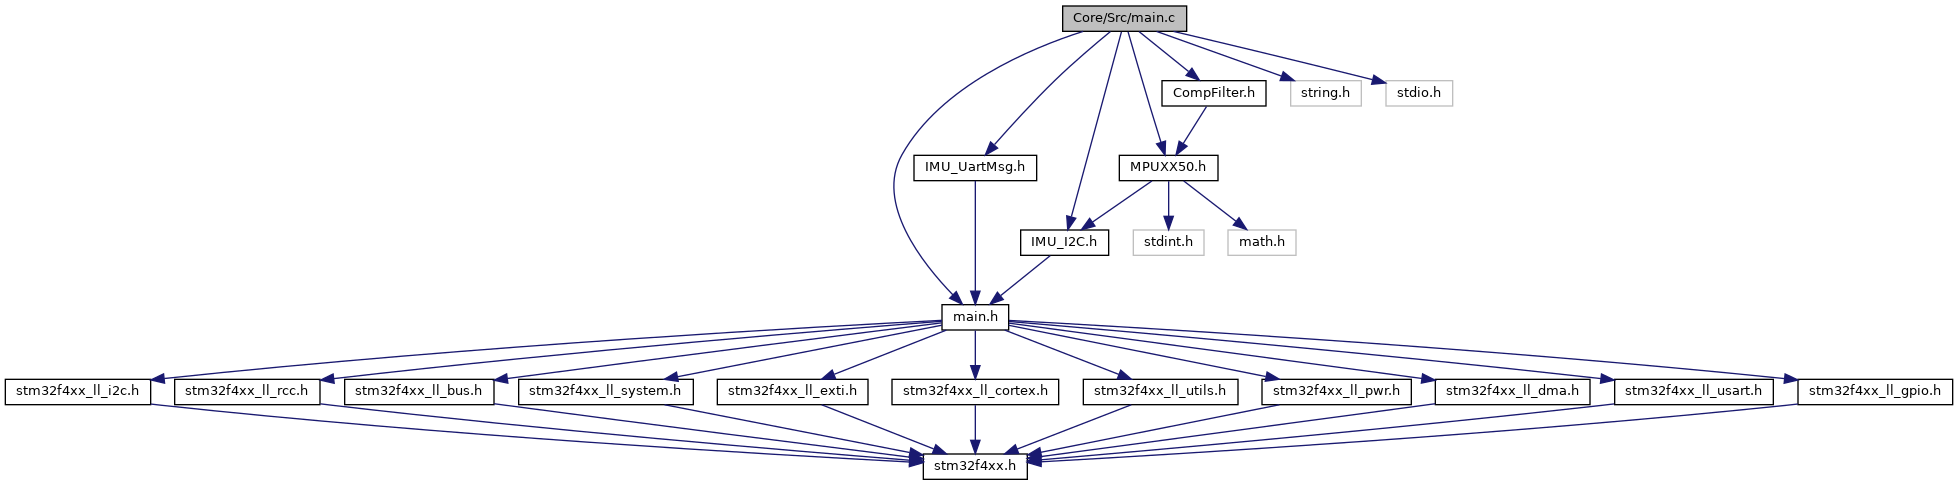 Core/Src/main.c
CompFilter.h
string.h
stdio.h
IMU_UartMsg.h
MPUXX50.h
IMU_I2C.h
stdint.h
math.h
main.h
stm32f4xx_ll_i2c.h
stm32f4xx_ll_rcc.h
stm32f4xx_ll_bus.h
stm32f4xx_ll_system.h
stm32f4xx_ll_exti.h
stm32f4xx_ll_cortex.h
stm32f4xx_ll_utils.h
stm32f4xx_ll_pwr.h
stm32f4xx_ll_dma.h
stm32f4xx_ll_usart.h
stm32f4xx_ll_gpio.h
stm32f4xx.h